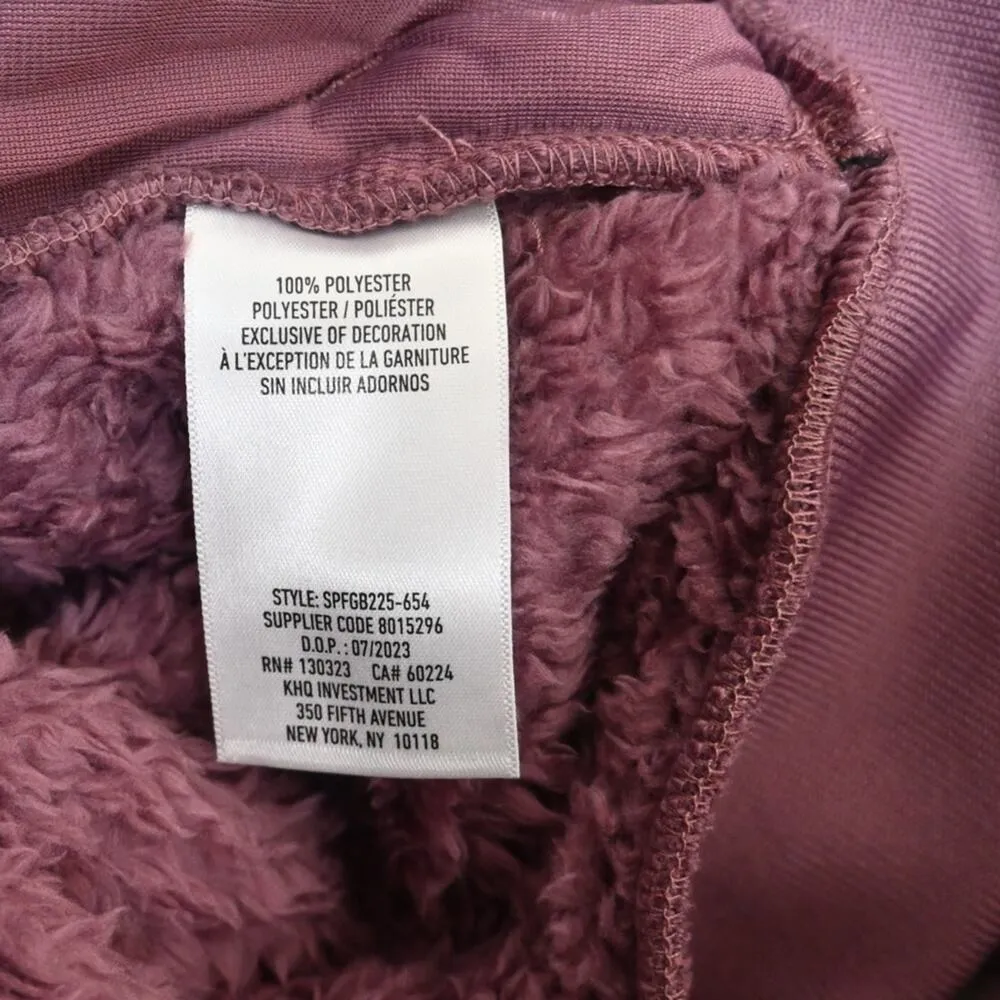 100% POLYESTER
POLYESTER / POLIÉSTER
EXCLUSIVE OF DECORATION
À L'EXCEPTION DE LA GARNITURE
SIN INCLUIR ADORNOS
STYLE: SPFGB225-654
SUPPLIER CODE 8015296
D.O.P.: 07/2023
RN# 130323 CA# 60224
KHQ INVESTMENT LLC
350 FIFTH AVENUE
NEW YORK, NY 10118